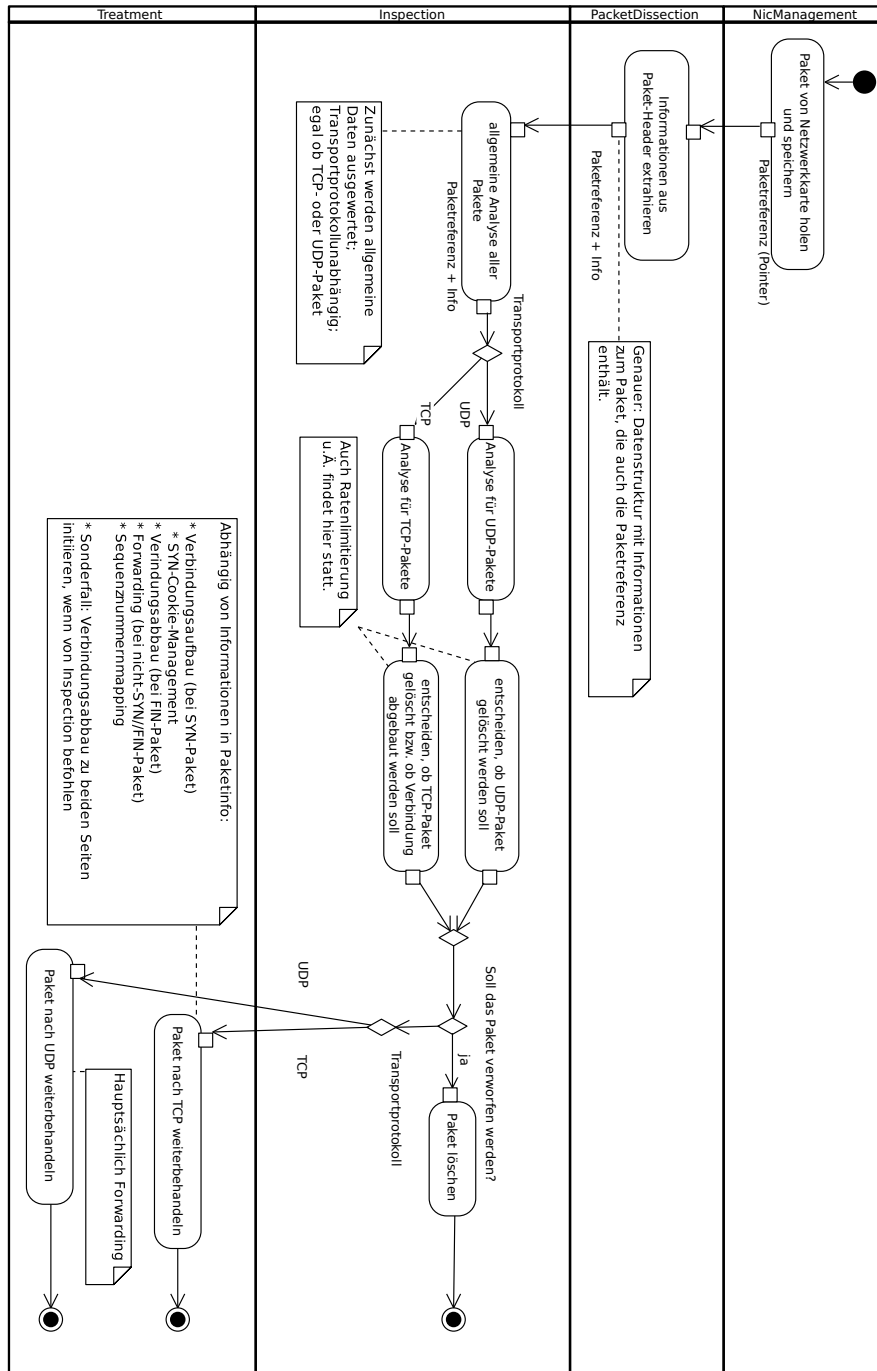 Treatment
Inspection
PacketDissection
NicManagement
Paket von Netzwerkkarte holen
und speichern
Paketreferenz (Pointer)
Informationen aus
Paket-Header extrahieren
Paketreferenz + Info
Genauer: Datenstruktur mit Informationen
zum Paket, die auch die Paketreferenz
enthält.
allgemeine Analyse aller
Pakete
Paketreferenz + Info
Zunächst werden allgemeine
Daten ausgewertet;
Transportprotokollunabhängig;
egal ob TCP- oder UDP-Paket
Transportprotokoll
UDP
TCP
Analyse für UDP-Pakete
Analyse für TCP-Pakete
Auch Ratenlimitierung
u.Ä. findet hier statt.
entscheiden, ob UDP-Paket
gelöscht werden soll
entscheiden, ob TCP-Paket
gelöscht bzw. ob Verbindung
abgebaut werden soll
Soll das Paket verworfen werden?
ja
Paket löschen
Transportprotokoll
UDP
TCP
Abhängig von Informationen in Paketinfo:
* Verbindungsaufbau (bei SYN-Paket)
* SYN-Cookie-Management
* Verindungsabbau (bei FIN-Paket)
* Forwarding (bei nicht-SYN//FIN-Paket)
* Sequenznummernmapping
* Sonderfall: Verbindungsabbau zu beiden Seiten
initiieren, wenn von Inspection befohlen
Paket nach TCP weiterbehandeln
Hauptsächlich Forwarding
Paket nach UDP weiterbehandeln